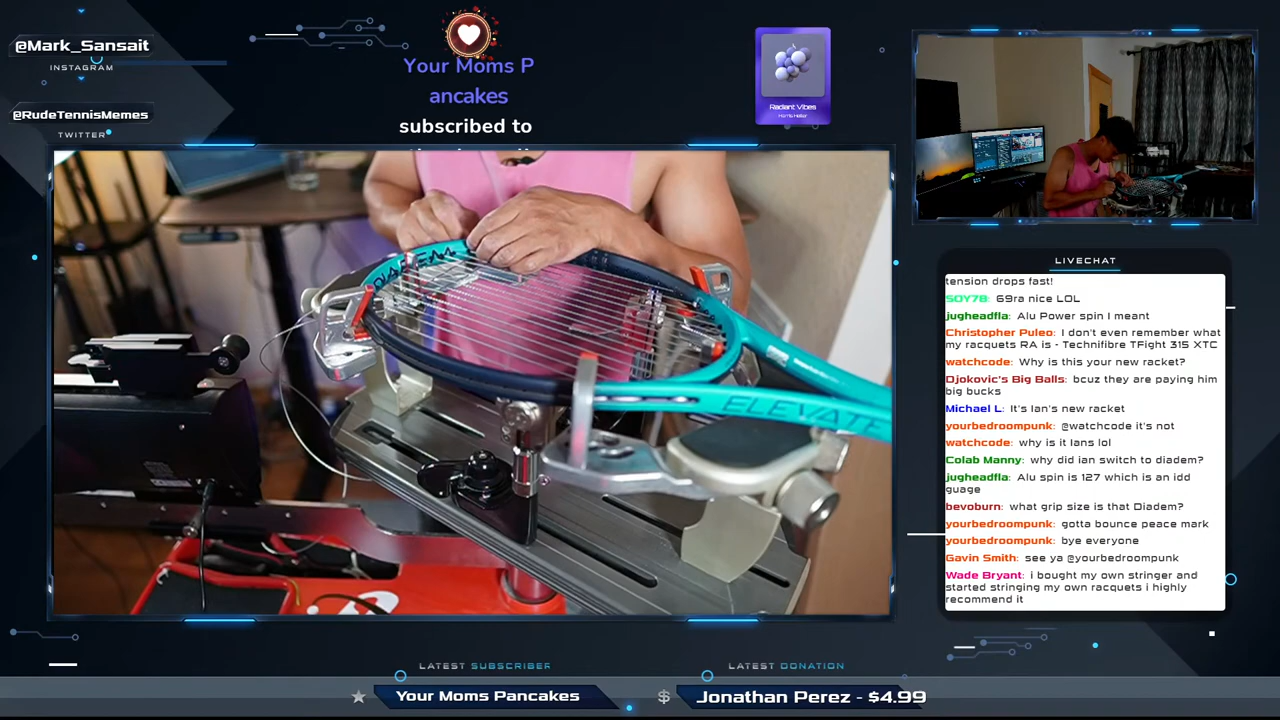 @Mark_Sansait
INSTAGRAM
@RudeTennisMemes
TWITTER
Your Moms P
ancakes
subscribed to
Radiant Vibes
DIADEM
ELEVATE
LIVECHAT
tension drops fast!
SOY78: 69ra nice LOL
jugheadfla: Alu Power spin I meant
Christopher Puleo: I don't even remember what
my racquets RA is - Technifibre TFight 315 XTC
watchcode: Why is this your new racket?
Djokovic's Big Balls: bcuz they are paying him
big bucks
Michael L: It's Ian's new racket
yourbedroompunk: @watchcode it's not
watchcode: why is it Ians lol
Colab Manny: why did ian switch to diadem?
jugheadfla: Alu spin is 127 which is an idd
guage
bevoburn: what grip size is that Diadem?
yourbedroompunk: gotta bounce peace mark
yourbedroompunk: bye everyone
Gavin Smith: see ya @yourbedroompunk
Wade Bryant: i bought my own stringer and
started stringing my own racquets i highly
recommend it
LATEST SUBSCRIBER
Your Moms Pancakes
LATEST DONATION
$ Jonathan Perez - $4.99